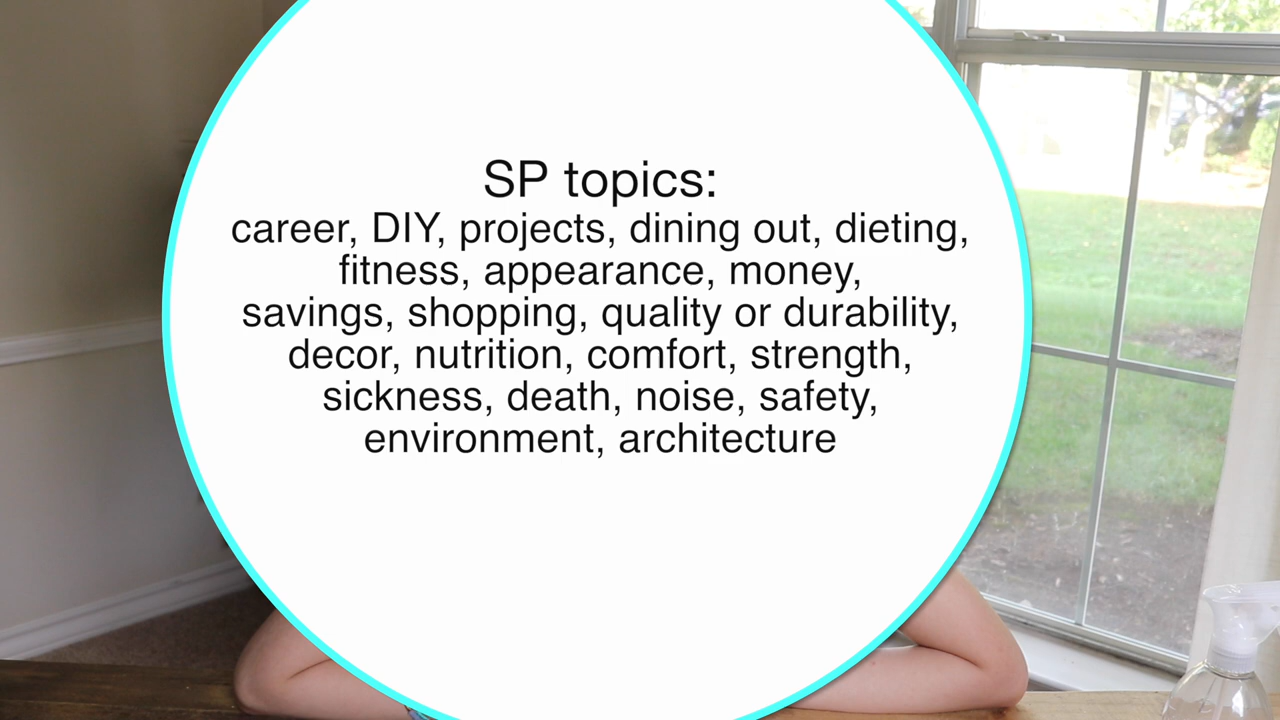 SP topics:
career, DIY, projects, dining out, dieting,
fitness, appearance, money,
savings, shopping, quality or durability,
decor, nutrition, comfort, strength,
sickness, death, noise, safety,
environment, architecture